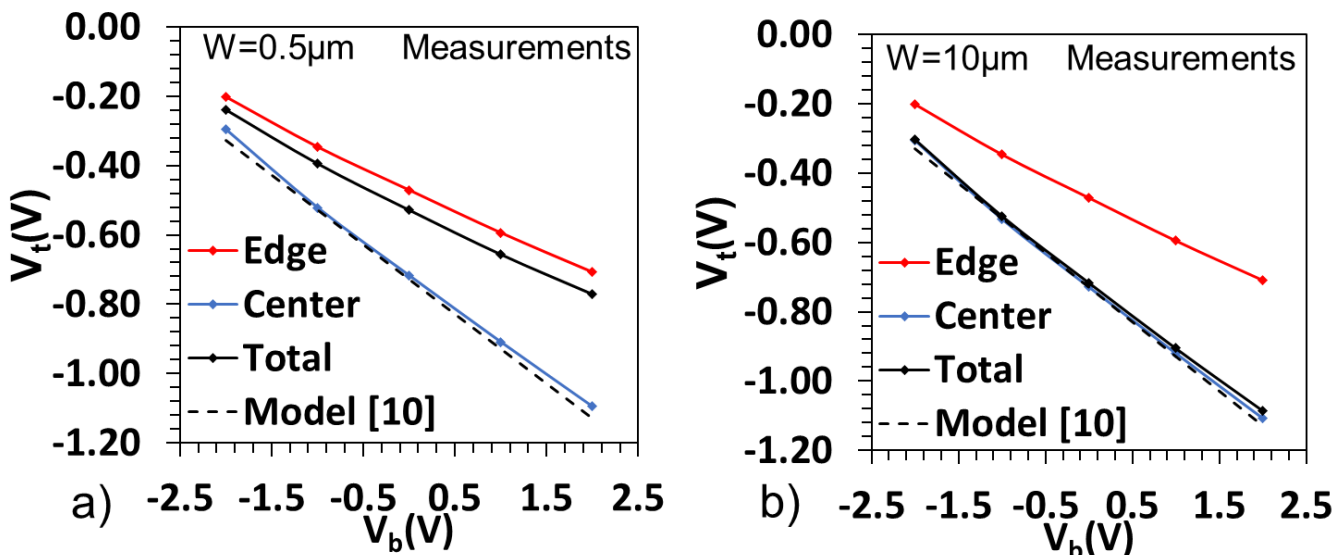 0.00
W=0.5µm Measurements
-0.20
-0.40
Vt(V)
-0.60
Edge
-0.80
Center
Total
-1.00
Model [10]
-1.20
a)
-2.5 -1.5 -0.5 0.5 1.5 2.5
Vb(V)
0.00
W=10µm Measurements
-0.20
-0.40
Vt(V)
-0.60
Edge
-0.80
Center
Total
-1.00
Model [10]
-1.20
b)
-2.5 -1.5 -0.5 0.5 1.5 2.5
Vb(V)